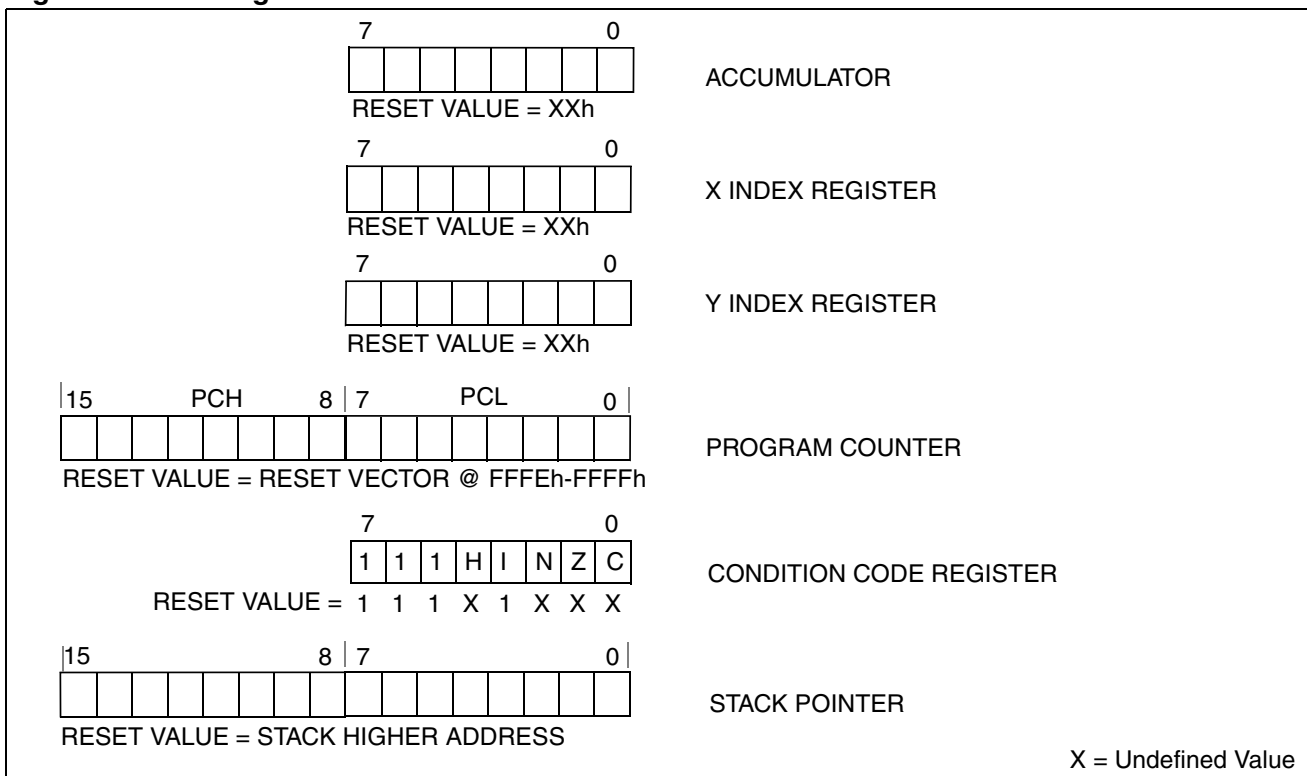 7 0
ACCUMULATOR
RESET VALUE = XXh
7 0
X INDEX REGISTER
RESET VALUE = XXh
7 0
Y INDEX REGISTER
RESET VALUE = XXh
15 PCH 8 7 PCL 0
PROGRAM COUNTER
RESET VALUE = RESET VECTOR @ FFFEh-FFFFh
7 0
1 1 1 H I N Z C
CONDITION CODE REGISTER
RESET VALUE = 1 1 1 X 1 X X X
15 8 7 0
STACK POINTER
RESET VALUE = STACK HIGHER ADDRESS
X = Undefined Value